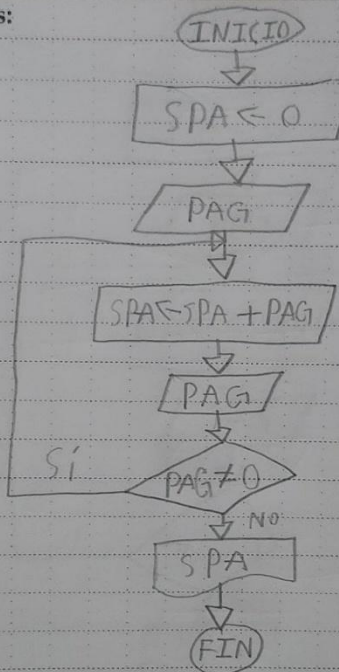 s:
INICIO
SPA ← 0
PAG
SPA ← SPA + PAG
PAG
Sí
PAG ≠ 0
NO
SPA
FIN